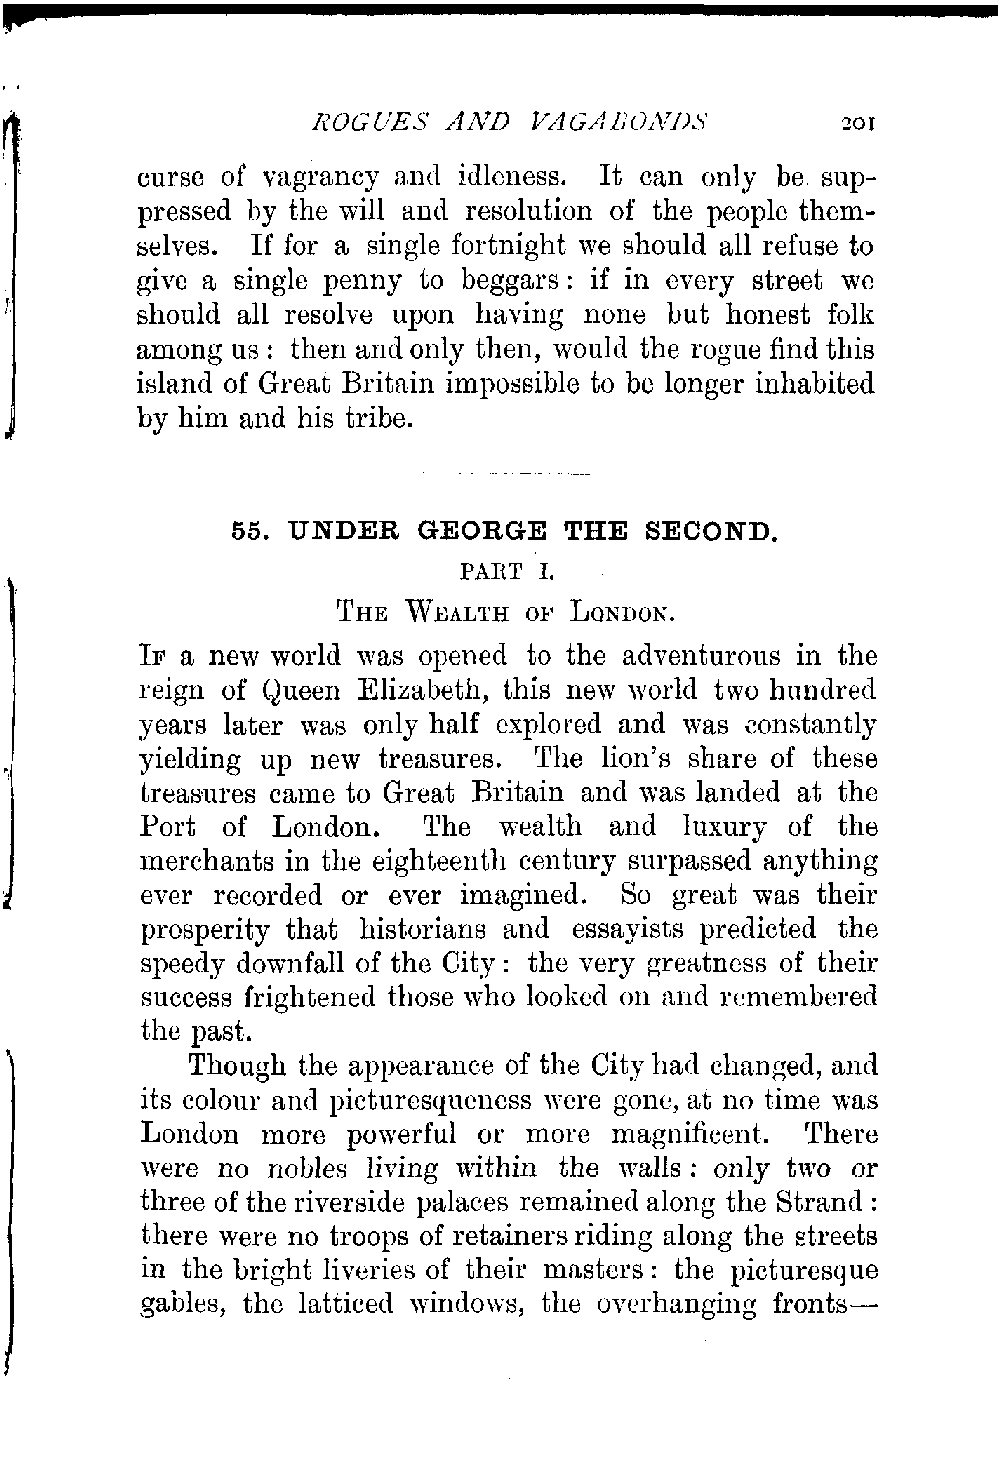 ROGUES AND VAGABONDS 201
curse of vagrancy and idleness. It can only be sup-
pressed by the will and resolution of the people them-
selves. If for a single fortnight we should all refuse to
give a single penny to beggars: if in every street we
should all resolve upon having none but honest folk
among us: then and only then, would the rogue find this
island of Great Britain impossible to be longer inhabited
by him and his tribe.
55. UNDER GEORGE THE SECOND.
PART I.
THE WEALTH OF LONDON.
IF a new world was opened to the adventurous in the
reign of Queen Elizabeth, this new world two hundred
years later was only half explored and was constantly
yielding up new treasures. The lion's share of these
treasures came to Great Britain and was landed at the
Port of London. The wealth and luxury of the
merchants in the eighteenth century surpassed anything
ever recorded or ever imagined. So great was their
prosperity that historians and essayists predicted the
speedy downfall of the City: the very greatness of their
success frightened those who looked on and remembered
the past.
Though the appearance of the City had changed, and
its colour and picturesqueness were gone, at no time was
London more powerful or more magnificent. There
were no nobles living within the walls: only two or
three of the riverside palaces remained along the Strand:
there were no troops of retainers riding along the streets
in the bright liveries of their masters: the picturesque
gables, the latticed windows, the overhanging fronts—